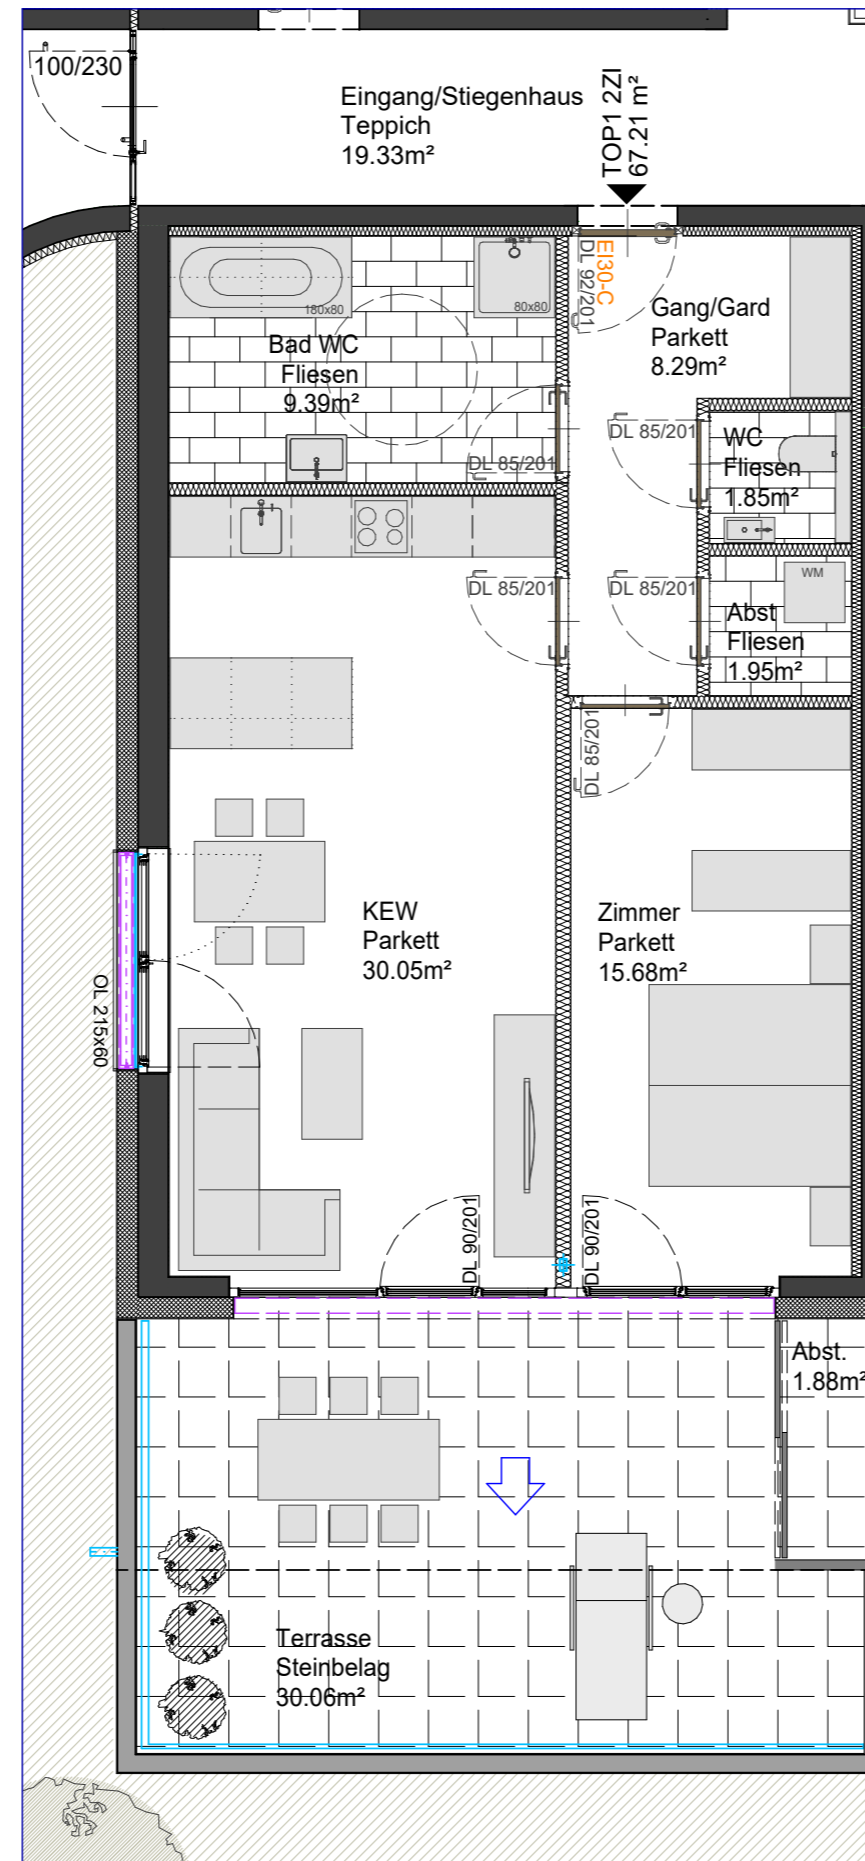 100/230
Eingang/Stiegenhaus
Teppich
19.33m²
TOP1 2ZI
67.21 m²
EI30-C
DL 92/201
180x80
80x80
Gang/Gard
Parkett
8.29m²
Bad WC
Fliesen
9.39m²
DL 85/201
DL 85/201
WC
Fliesen
1.85m²
DL 85/201
DL 85/201
WM
Abst
Fliesen
1.95m²
DL 85/201
KEW
Parkett
30.05m²
Zimmer
Parkett
15.68m²
OL 215x60
DL 90/201
DL 90/201
Abst.
1.88m²
Terrasse
Steinbelag
30.06m²